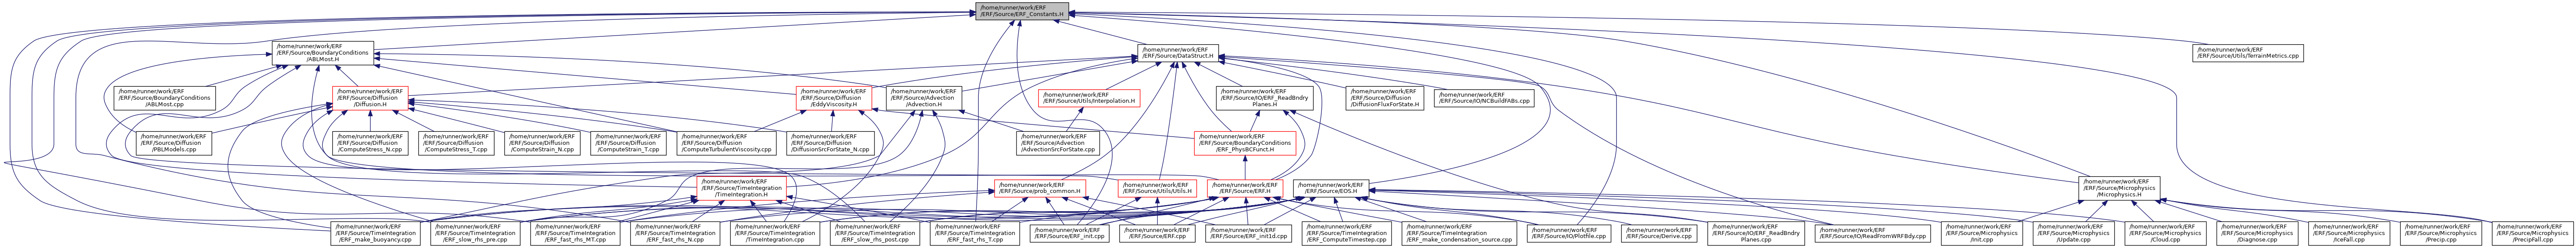 /home/runner/work/ERF
/ERF/Source/ERF_Constants.H
/home/runner/work/ERF
/ERF/Source/BoundaryConditions
/ABLMost.H
/home/runner/work/ERF
/ERF/Source/DataStruct.H
/home/runner/work/ERF
/ERF/Source/Utils/TerrainMetrics.cpp
/home/runner/work/ERF
/ERF/Source/BoundaryConditions
/ABLMost.cpp
/home/runner/work/ERF
/ERF/Source/Diffusion
/Diffusion.H
/home/runner/work/ERF
/ERF/Source/Diffusion
/EddyViscosity.H
/home/runner/work/ERF
/ERF/Source/Advection
/Advection.H
/home/runner/work/ERF
/ERF/Source/Utils/Interpolation.H
/home/runner/work/ERF
/ERF/Source/IO/ERF_ReadBndry
Planes.H
/home/runner/work/ERF
/ERF/Source/Diffusion
/DiffusionFluxForState.H
/home/runner/work/ERF
/ERF/Source/IO/NCBuildFABs.cpp
/home/runner/work/ERF
/ERF/Source/Diffusion
/PBLModels.cpp
/home/runner/work/ERF
/ERF/Source/Diffusion
/ComputeStress_N.cpp
/home/runner/work/ERF
/ERF/Source/Diffusion
/ComputeStress_T.cpp
/home/runner/work/ERF
/ERF/Source/Diffusion
/ComputeStrain_N.cpp
/home/runner/work/ERF
/ERF/Source/Diffusion
/ComputeStrain_T.cpp
/home/runner/work/ERF
/ERF/Source/Diffusion
/ComputeTurbulentViscosity.cpp
/home/runner/work/ERF
/ERF/Source/Diffusion
/DiffusionSrcForState_N.cpp
/home/runner/work/ERF
/ERF/Source/Advection
/AdvectionSrcForState.cpp
/home/runner/work/ERF
/ERF/Source/BoundaryConditions
/ERF_PhysBCFunct.H
/home/runner/work/ERF
/ERF/Source/TimeIntegration
/TimeIntegration.H
/home/runner/work/ERF
/ERF/Source/prob_common.H
/home/runner/work/ERF
/ERF/Source/Utils/Utils.H
/home/runner/work/ERF
/ERF/Source/ERF.H
/home/runner/work/ERF
/ERF/Source/EOS.H
/home/runner/work/ERF
/ERF/Source/Microphysics
/Microphysics.H
/home/runner/work/ERF
/ERF/Source/TimeIntegration
/ERF_make_buoyancy.cpp
/home/runner/work/ERF
/ERF/Source/TimeIntegration
/ERF_slow_rhs_pre.cpp
/home/runner/work/ERF
/ERF/Source/TimeIntegration
/ERF_fast_rhs_MT.cpp
/home/runner/work/ERF
/ERF/Source/TimeIntegration
/ERF_fast_rhs_N.cpp
/home/runner/work/ERF
/ERF/Source/TimeIntegration
/TimeIntegration.cpp
/home/runner/work/ERF
/ERF/Source/TimeIntegration
/ERF_slow_rhs_post.cpp
/home/runner/work/ERF
/ERF/Source/TimeIntegration
/ERF_fast_rhs_T.cpp
/home/runner/work/ERF
/ERF/Source/ERF_init.cpp
/home/runner/work/ERF
/ERF/Source/ERF.cpp
/home/runner/work/ERF
/ERF/Source/ERF_init1d.cpp
/home/runner/work/ERF
/ERF/Source/TimeIntegration
/ERF_ComputeTimestep.cpp
/home/runner/work/ERF
/ERF/Source/TimeIntegration
/ERF_make_condensation_source.cpp
/home/runner/work/ERF
/ERF/Source/IO/Plotfile.cpp
/home/runner/work/ERF
/ERF/Source/Derive.cpp
/home/runner/work/ERF
/ERF/Source/IO/ERF_ReadBndry
Planes.cpp
/home/runner/work/ERF
/ERF/Source/IO/ReadFromWRFBdy.cpp
/home/runner/work/ERF
/ERF/Source/Microphysics
/Init.cpp
/home/runner/work/ERF
/ERF/Source/Microphysics
/Update.cpp
/home/runner/work/ERF
/ERF/Source/Microphysics
/Cloud.cpp
/home/runner/work/ERF
/ERF/Source/Microphysics
/Diagnose.cpp
/home/runner/work/ERF
/ERF/Source/Microphysics
/IceFall.cpp
/home/runner/work/ERF
/ERF/Source/Microphysics
/Precip.cpp
/home/runner/work/ERF
/ERF/Source/Microphysics
/PrecipFall.cpp